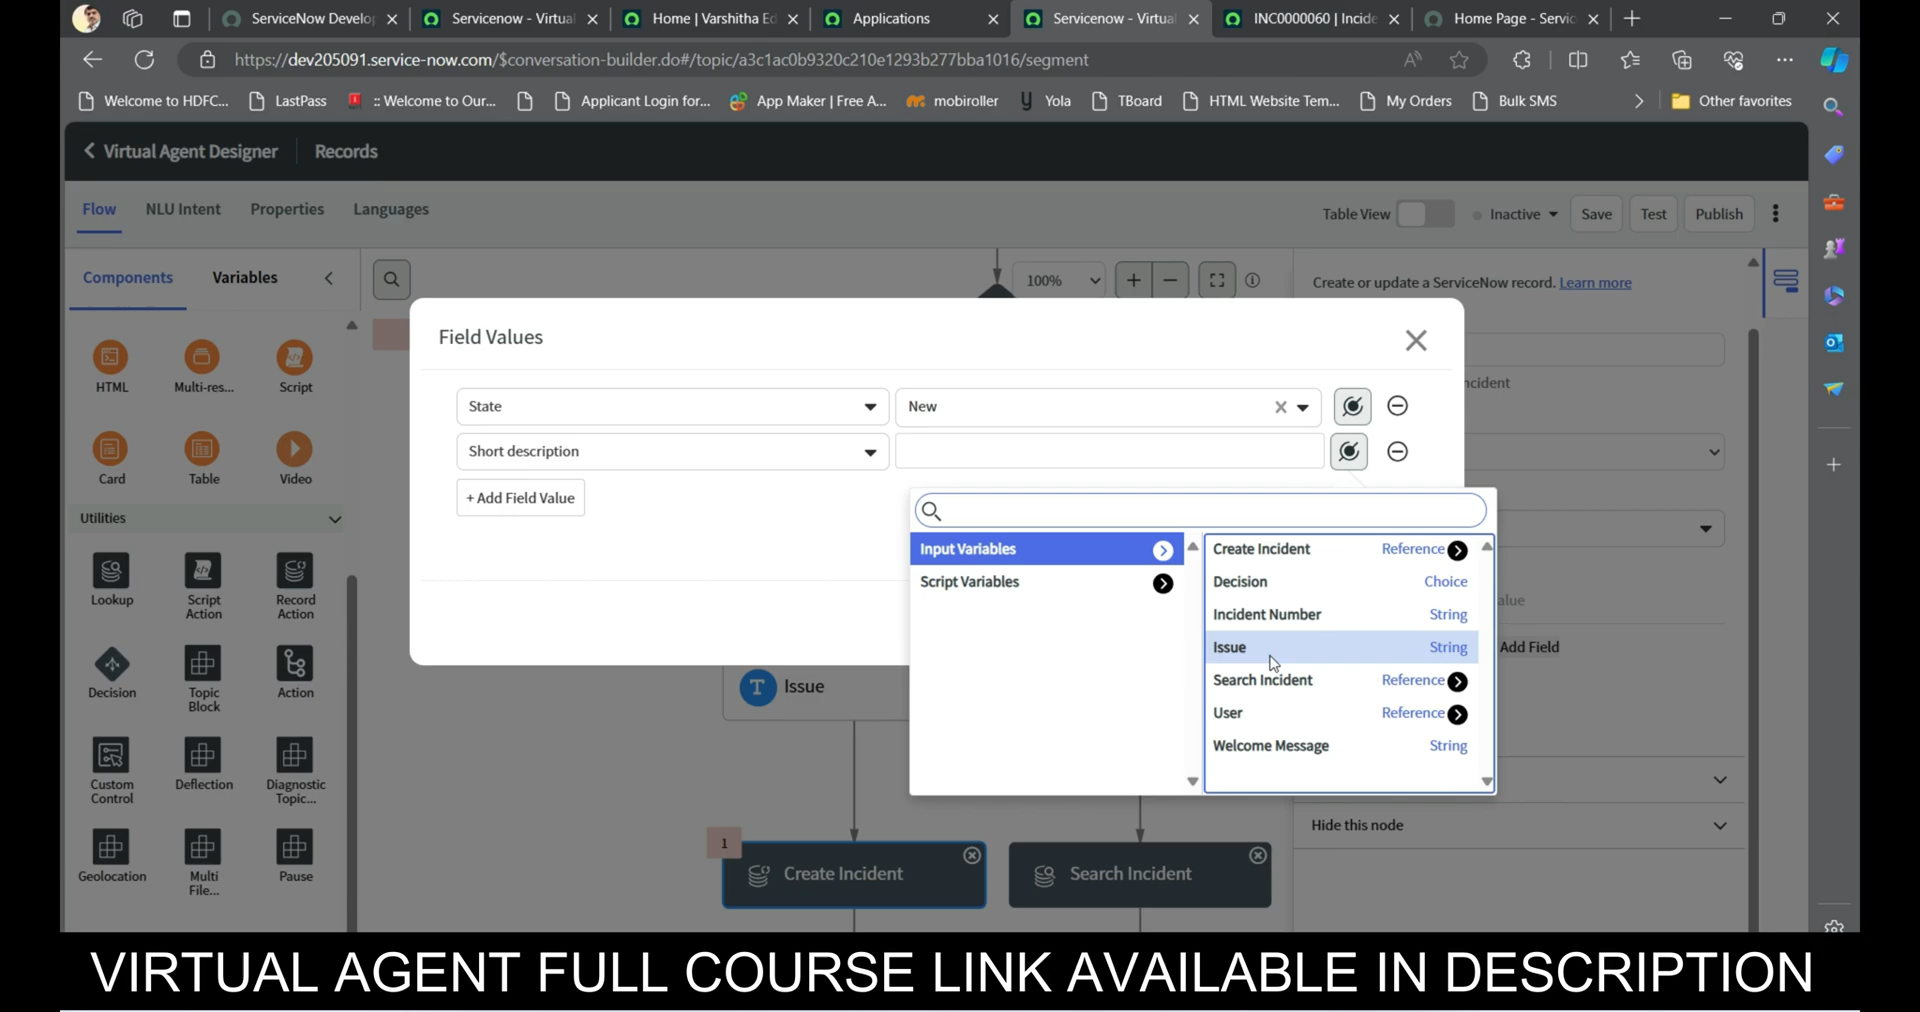 ServiceNow Develo
Servicenow - Virtua
Home | Varshitha Ed
Applications
Servicenow - Virtua
INC0000060 | Incide
Home Page - Servic
https://dev205091.service-now.com/$conversation-builder.do#/topic/a3c1ac0b9320c210e1293b277bba1016/segment
Welcome to HDFC...
LastPass
:: Welcome to Our...
Applicant Login for...
App Maker | Free A...
mobiroller
Yola
TBoard
HTML Website Tem...
My Orders
Bulk SMS
Other favorites
Virtual Agent Designer
Records
Flow
NLU Intent
Properties
Languages
Table View
Inactive
Save
Test
Publish
Components
Variables
100%
Create or update a ServiceNow record. Learn more
HTML
Multi-res...
Script
Card
Table
Video
Utilities
Lookup
Script
Action
Record
Action
Decision
Topic
Block
Action
Custom
Control
Deflection
Diagnostic
Topic...
Geolocation
Multi
File...
Pause
Field Values
State
New
Short description
+ Add Field Value
Input Variables
Script Variables
Create Incident
Reference
Decision
Choice
Incident Number
String
Issue
String
Search Incident
Reference
User
Reference
Welcome Message
String
ncident
alue
Add Field
Hide this node
T
Issue
1
Create Incident
Search Incident
VIRTUAL AGENT FULL COURSE LINK AVAILABLE IN DESCRIPTION